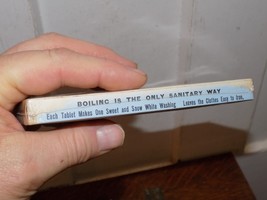 BOILING IS THE ONLY SANITARY WAY
Each Tablet Makes One Sweet and Snow White Washing Leaves the Clothes Easy to Iron,